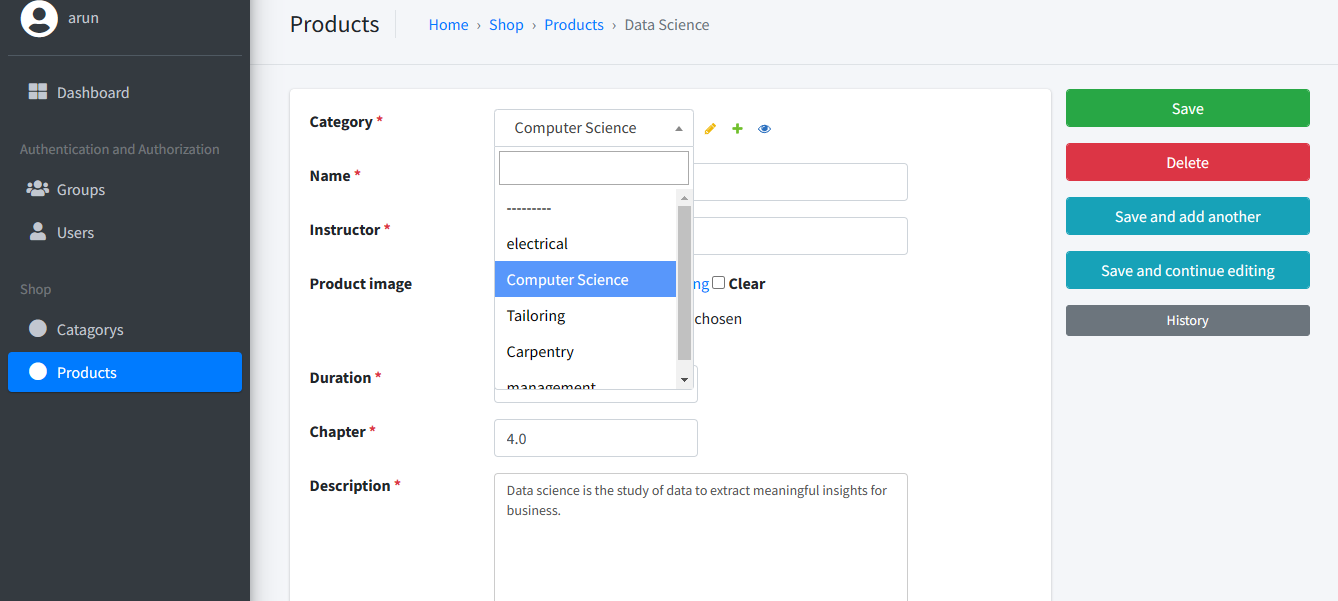 arun
Dashboard
Authentication and Authorization
Groups
Users
Shop
Catagorys
Products
Products
Home › Shop › Products › Data Science
Category *
Computer Science
---------
electrical
Computer Science
Tailoring
Carpentry
management
Name *
Instructor *
Product image
ng Clear
chosen
Duration *
Chapter *
4.0
Description *
Data science is the study of data to extract meaningful insights for
business.
Save
Delete
Save and add another
Save and continue editing
History